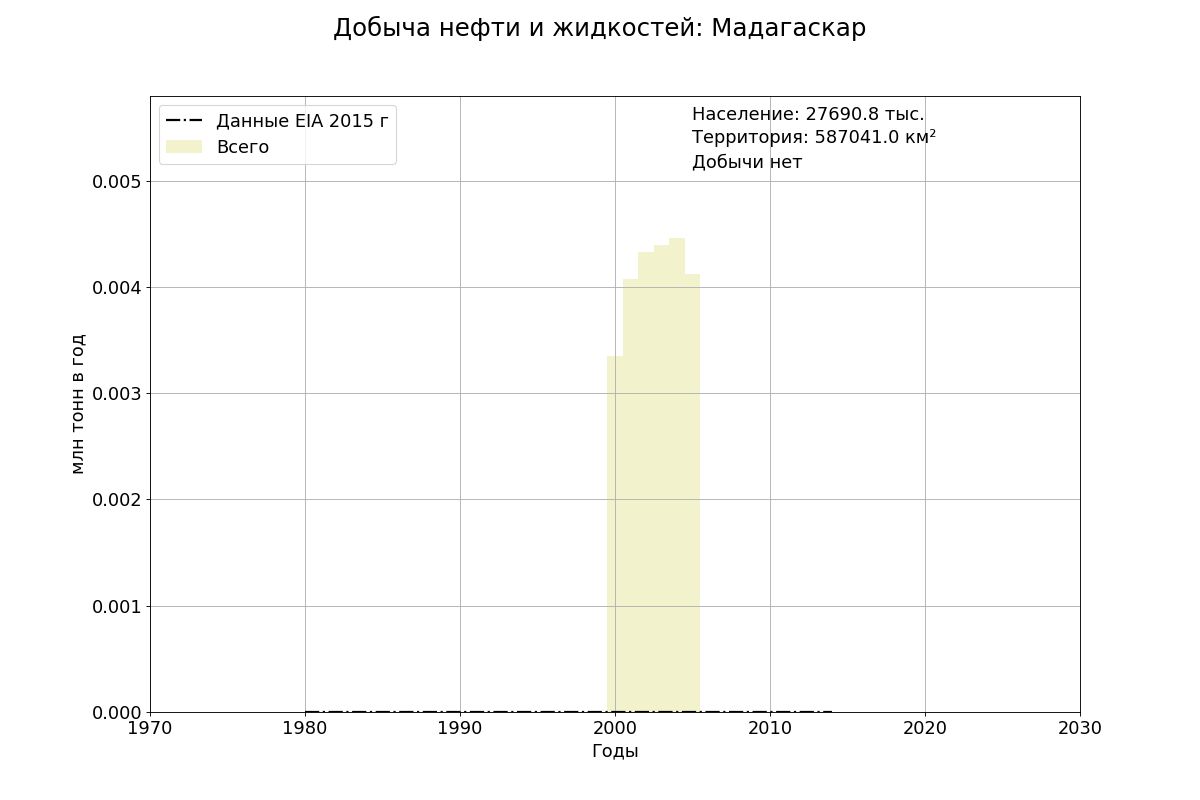 Добыча нефти и жидкостей: Мадагаскар
Данные EIA 2015 г
Всего
Население: 27690.8 тыс.
Территория: 587041.0 км²
Добычи нет
0.005
0.004
0.003
0.002
0.001
0.000
млн тонн в год
1970 1980 1990 2000 2010 2020 2030
Годы